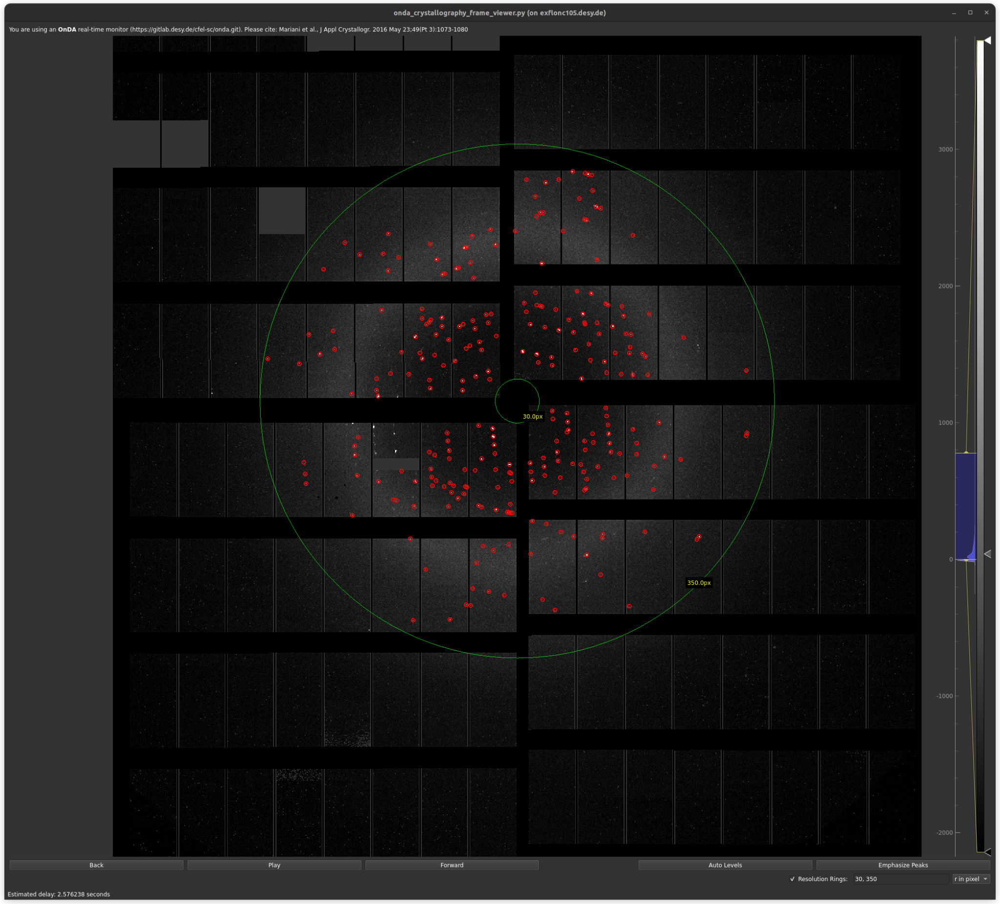 onda_crystallography_frame_viewer.py (on exflonc105.desy.de)
You are using an OnDA real-time monitor (https://gitlab.desy.de/cfel-sc/onda.git). Please cite: Mariani et al., J Appl Crystallogr. 2016 May 23;49(Pt 3):1073-1080
3000
2000
30.0px
1000
0
350.0px
-1000
-2000
Back Play Forward Auto Levels Emphasize Peaks
✓ Resolution Rings: 30, 350 r in pixel
Estimated delay: 2.576238 seconds